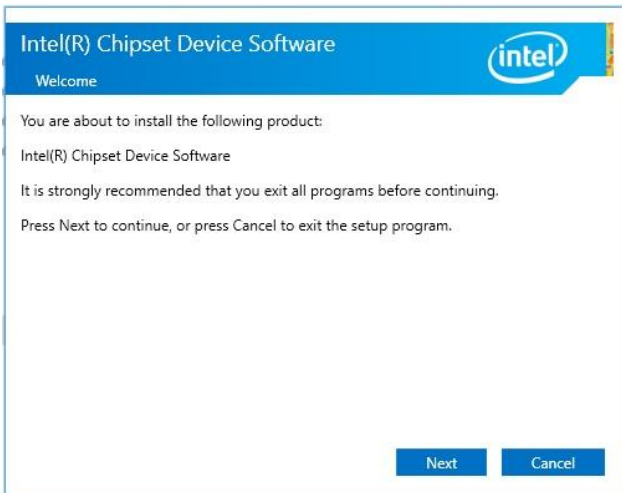 Intel(R) Chipset Device Software
intel
Welcome
You are about to install the following product:
Intel(R) Chipset Device Software
It is strongly recommended that you exit all programs before continuing.
Press Next to continue, or press Cancel to exit the setup program.
Next
Cancel